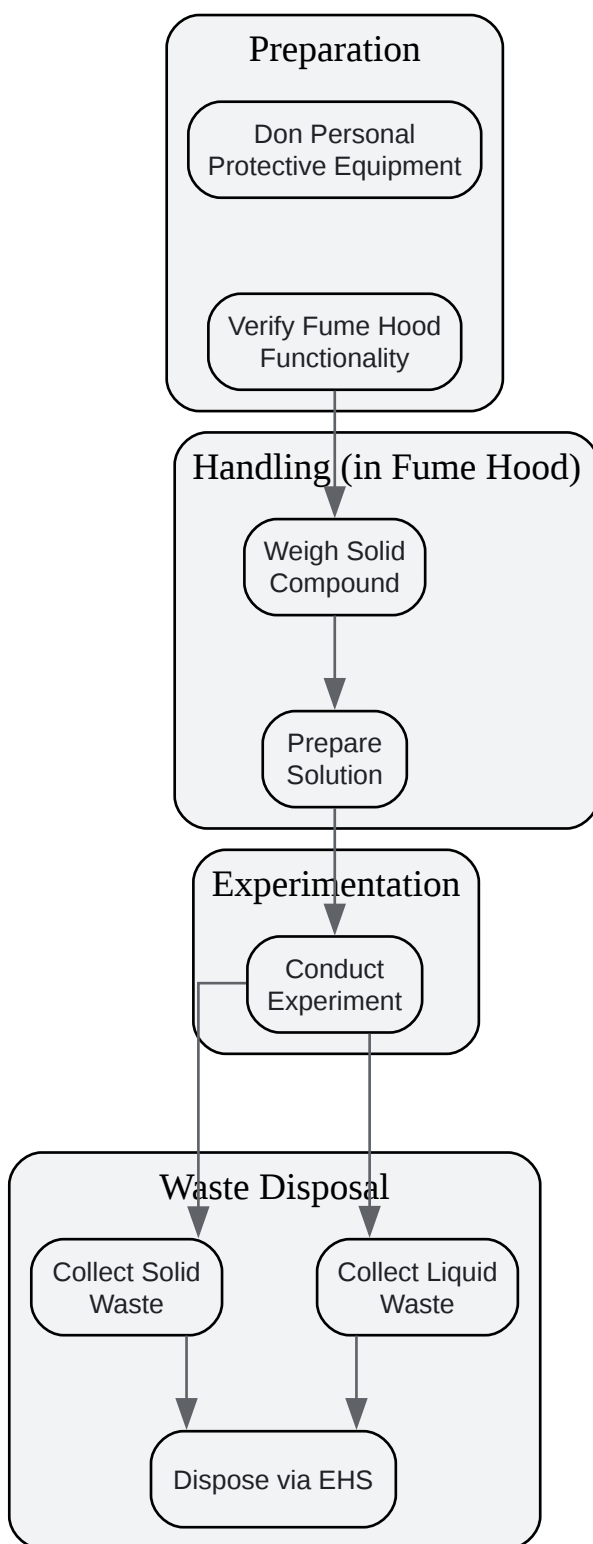 Preparation
Don Personal
Protective Equipment
Verify Fume Hood
Functionality
Handling (in Fume Hood)
Weigh Solid
Compound
Prepare
Solution
Experimentation
Conduct
Experiment
Waste Disposal
Collect Solid
Waste
Collect Liquid
Waste
Dispose via EHS